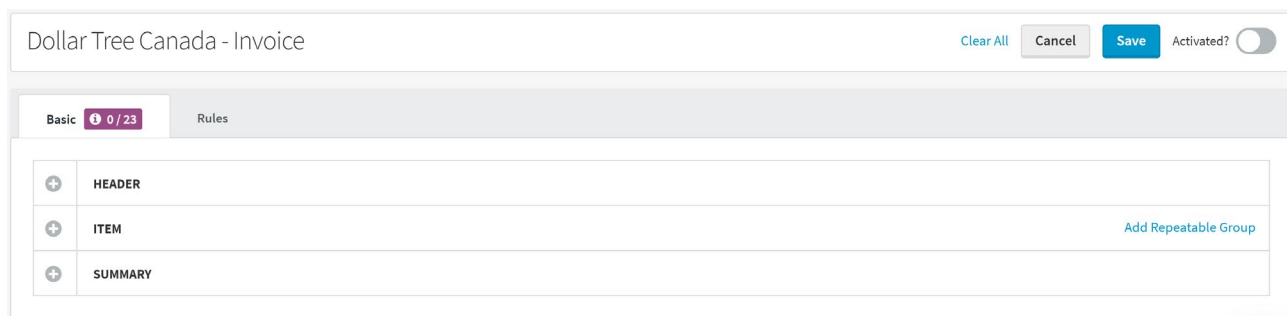 Dollar Tree Canada - Invoice
Clear All Cancel Save Activated?
Basic 0 / 23 Rules
HEADER
ITEM Add Repeatable Group
SUMMARY